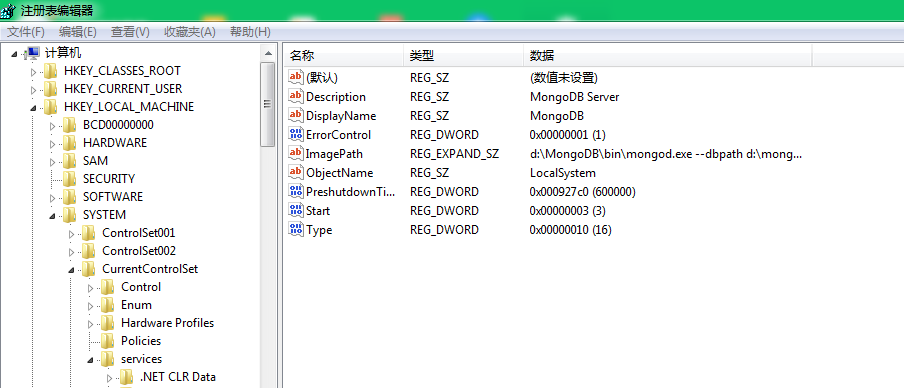 注册表编辑器
文件(F) 编辑(E) 查看(V) 收藏夹(A) 帮助(H)
计算机
HKEY_CLASSES_ROOT
HKEY_CURRENT_USER
HKEY_LOCAL_MACHINE
BCD00000000
HARDWARE
SAM
SECURITY
SOFTWARE
SYSTEM
ControlSet001
ControlSet002
CurrentControlSet
Control
Enum
Hardware Profiles
Policies
services
.NET CLR Data
名称 类型 数据
(默认) REG_SZ (数值未设置)
Description REG_SZ MongoDB Server
DisplayName REG_SZ MongoDB
ErrorControl REG_DWORD 0x00000001 (1)
ImagePath REG_EXPAND_SZ d:\MongoDB\bin\mongod.exe --dbpath d:\mong...
ObjectName REG_SZ LocalSystem
PreshutdownTi... REG_DWORD 0x000927c0 (600000)
Start REG_DWORD 0x00000003 (3)
Type REG_DWORD 0x00000010 (16)